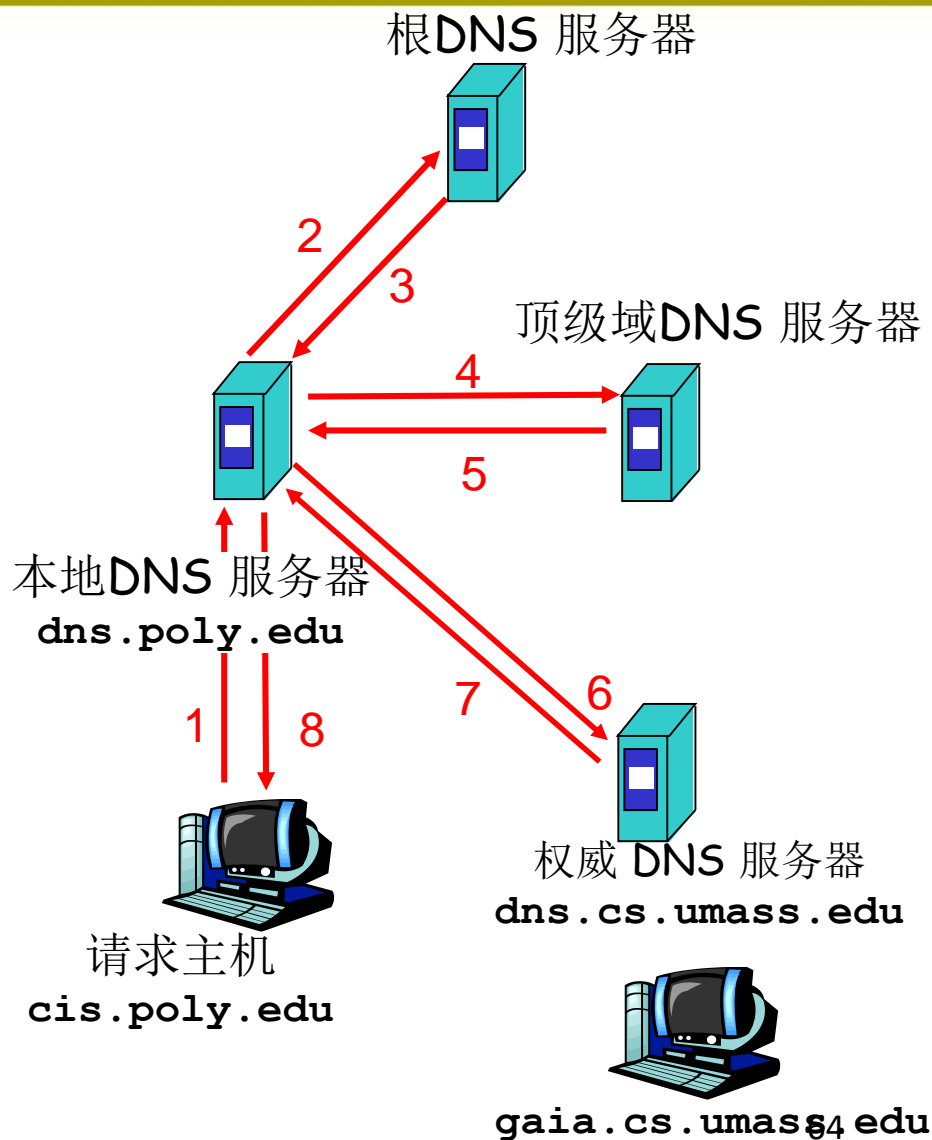 根DNS 服务器
2
3
顶级域DNS 服务器
4
5
本地DNS 服务器
dns.poly.edu
1
8
7
6
权威 DNS 服务器
dns.cs.umass.edu
请求主机
cis.poly.edu
gaia.cs.umass.edu
64